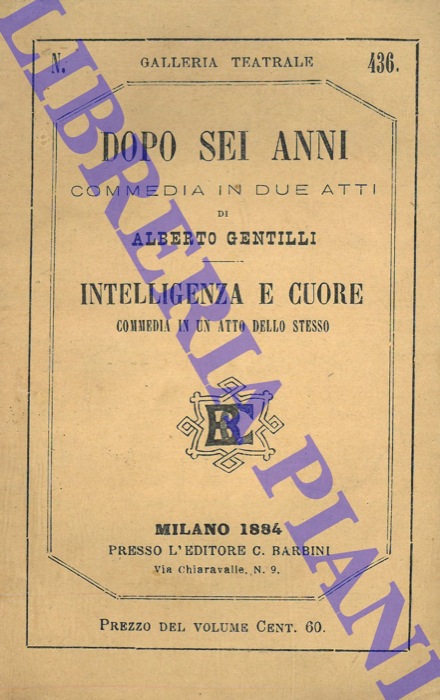 N. GALLERIA TEATRALE 436.
DOPO SEI ANNI
COMMEDIA IN DUE ATTI
DI
ALBERTO GENTILLI
INTELLIGENZA E CUORE
COMMEDIA IN UN ATTO DELLO STESSO
MILANO 1884
PRESSO L'EDITORE C. BARBINI
Via Chiaravalle, N. 9.
PREZZO DEL VOLUME CENT. 60.
LIBRERIA PIANI